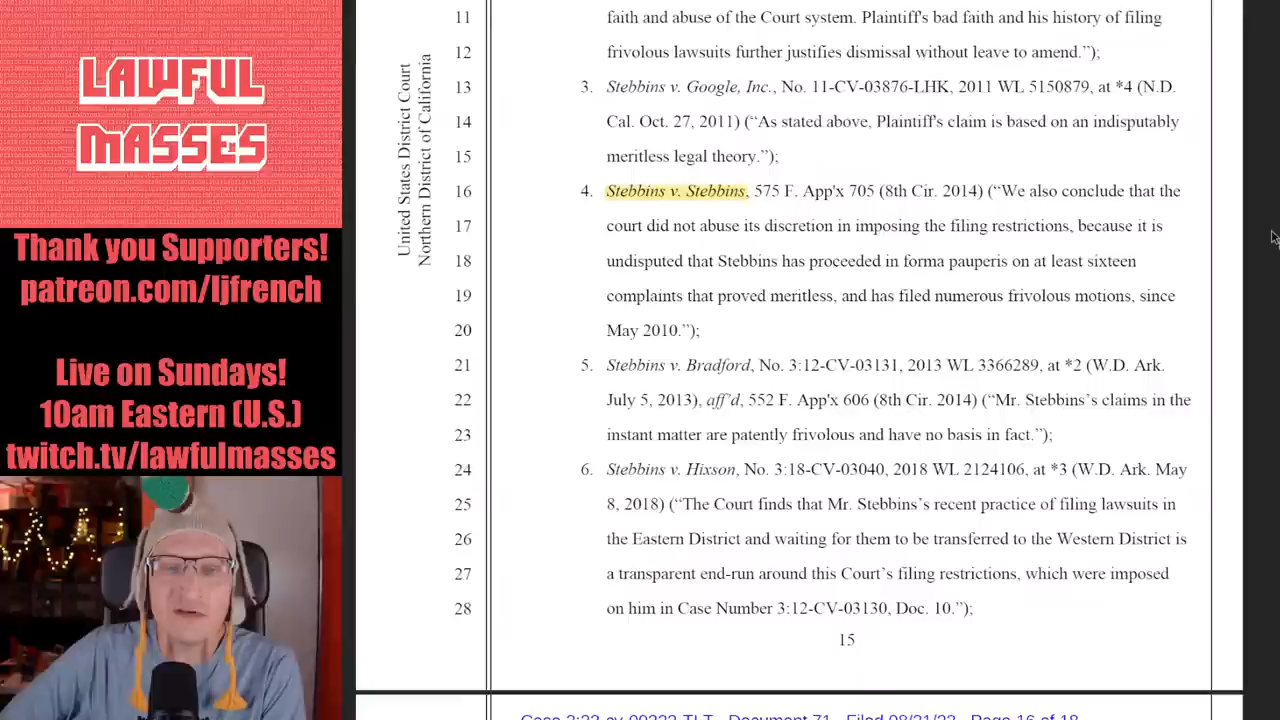 LAWFUL
MASSES
Thank you Supporters!
patreon.com/ljfrench
Live on Sundays!
10am Eastern (U.S.)
twitch.tv/lawfulmasses
United States District Court
Northern District of California
11 faith and abuse of the Court system. Plaintiff's bad faith and his history of filing
12 frivolous lawsuits further justifies dismissal without leave to amend.”);
13 3. Stebbins v. Google, Inc., No. 11-CV-03876-LHK, 2011 WL 5150879, at *4 (N.D.
14 Cal. Oct. 27, 2011) (“As stated above, Plaintiff's claim is based on an indisputably
15 meritless legal theory.”);
16 4. Stebbins v. Stebbins, 575 F. App'x 705 (8th Cir. 2014) (“We also conclude that the
17 court did not abuse its discretion in imposing the filing restrictions, because it is
18 undisputed that Stebbins has proceeded in forma pauperis on at least sixteen
19 complaints that proved meritless, and has filed numerous frivolous motions, since
20 May 2010.”);
21 5. Stebbins v. Bradford, No. 3:12-CV-03131, 2013 WL 3366289, at *2 (W.D. Ark.
22 July 5, 2013), aff'd, 552 F. App'x 606 (8th Cir. 2014) (“Mr. Stebbins’s claims in the
23 instant matter are patently frivolous and have no basis in fact.”);
24 6. Stebbins v. Hixson, No. 3:18-CV-03040, 2018 WL 2124106, at *3 (W.D. Ark. May
25 8, 2018) (“The Court finds that Mr. Stebbins’s recent practice of filing lawsuits in
26 the Eastern District and waiting for them to be transferred to the Western District is
27 a transparent end-run around this Court’s filing restrictions, which were imposed
28 on him in Case Number 3:12-CV-03130, Doc. 10.”);
15